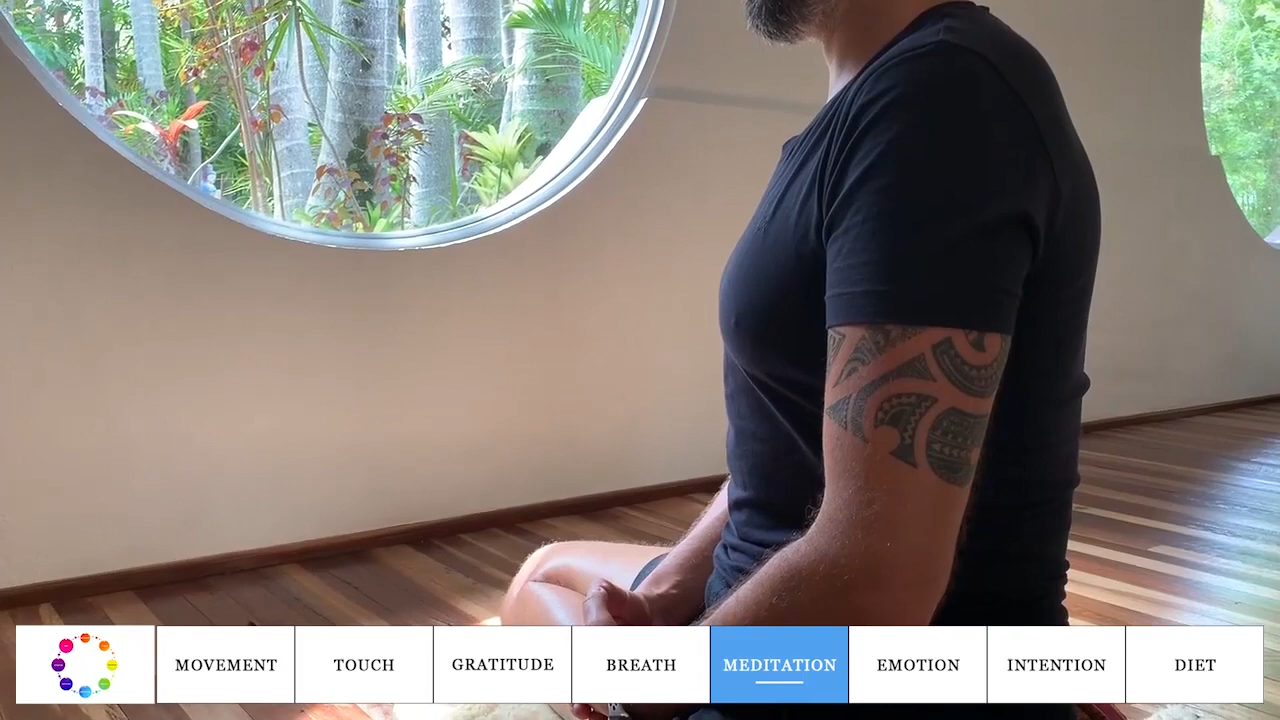 MOVEMENT
TOUCH
GRATITUDE
BREATH
MEDITATION
EMOTION
INTENTION
DIET